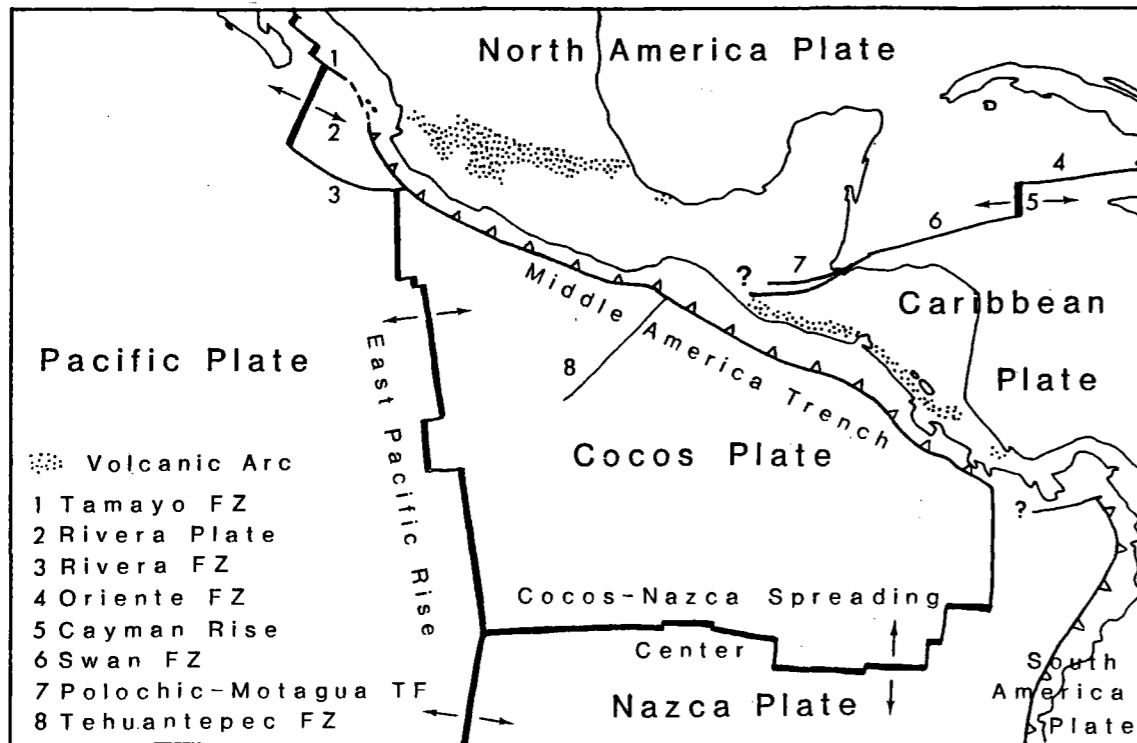 North America Plate
1
2
3
4
5
6
7
?
Middle America Trench
Caribbean
Plate
8
Pacific Plate
East Pacific Rise
Cocos Plate
?
Volcanic Arc
1 Tamayo FZ
2 Rivera Plate
3 Rivera FZ
4 Oriente FZ
5 Cayman Rise
6 Swan FZ
7 Polochic-Motagua TF
8 Tehuantepec FZ
Cocos-Nazca Spreading
Center
Nazca Plate
South
America
Plate